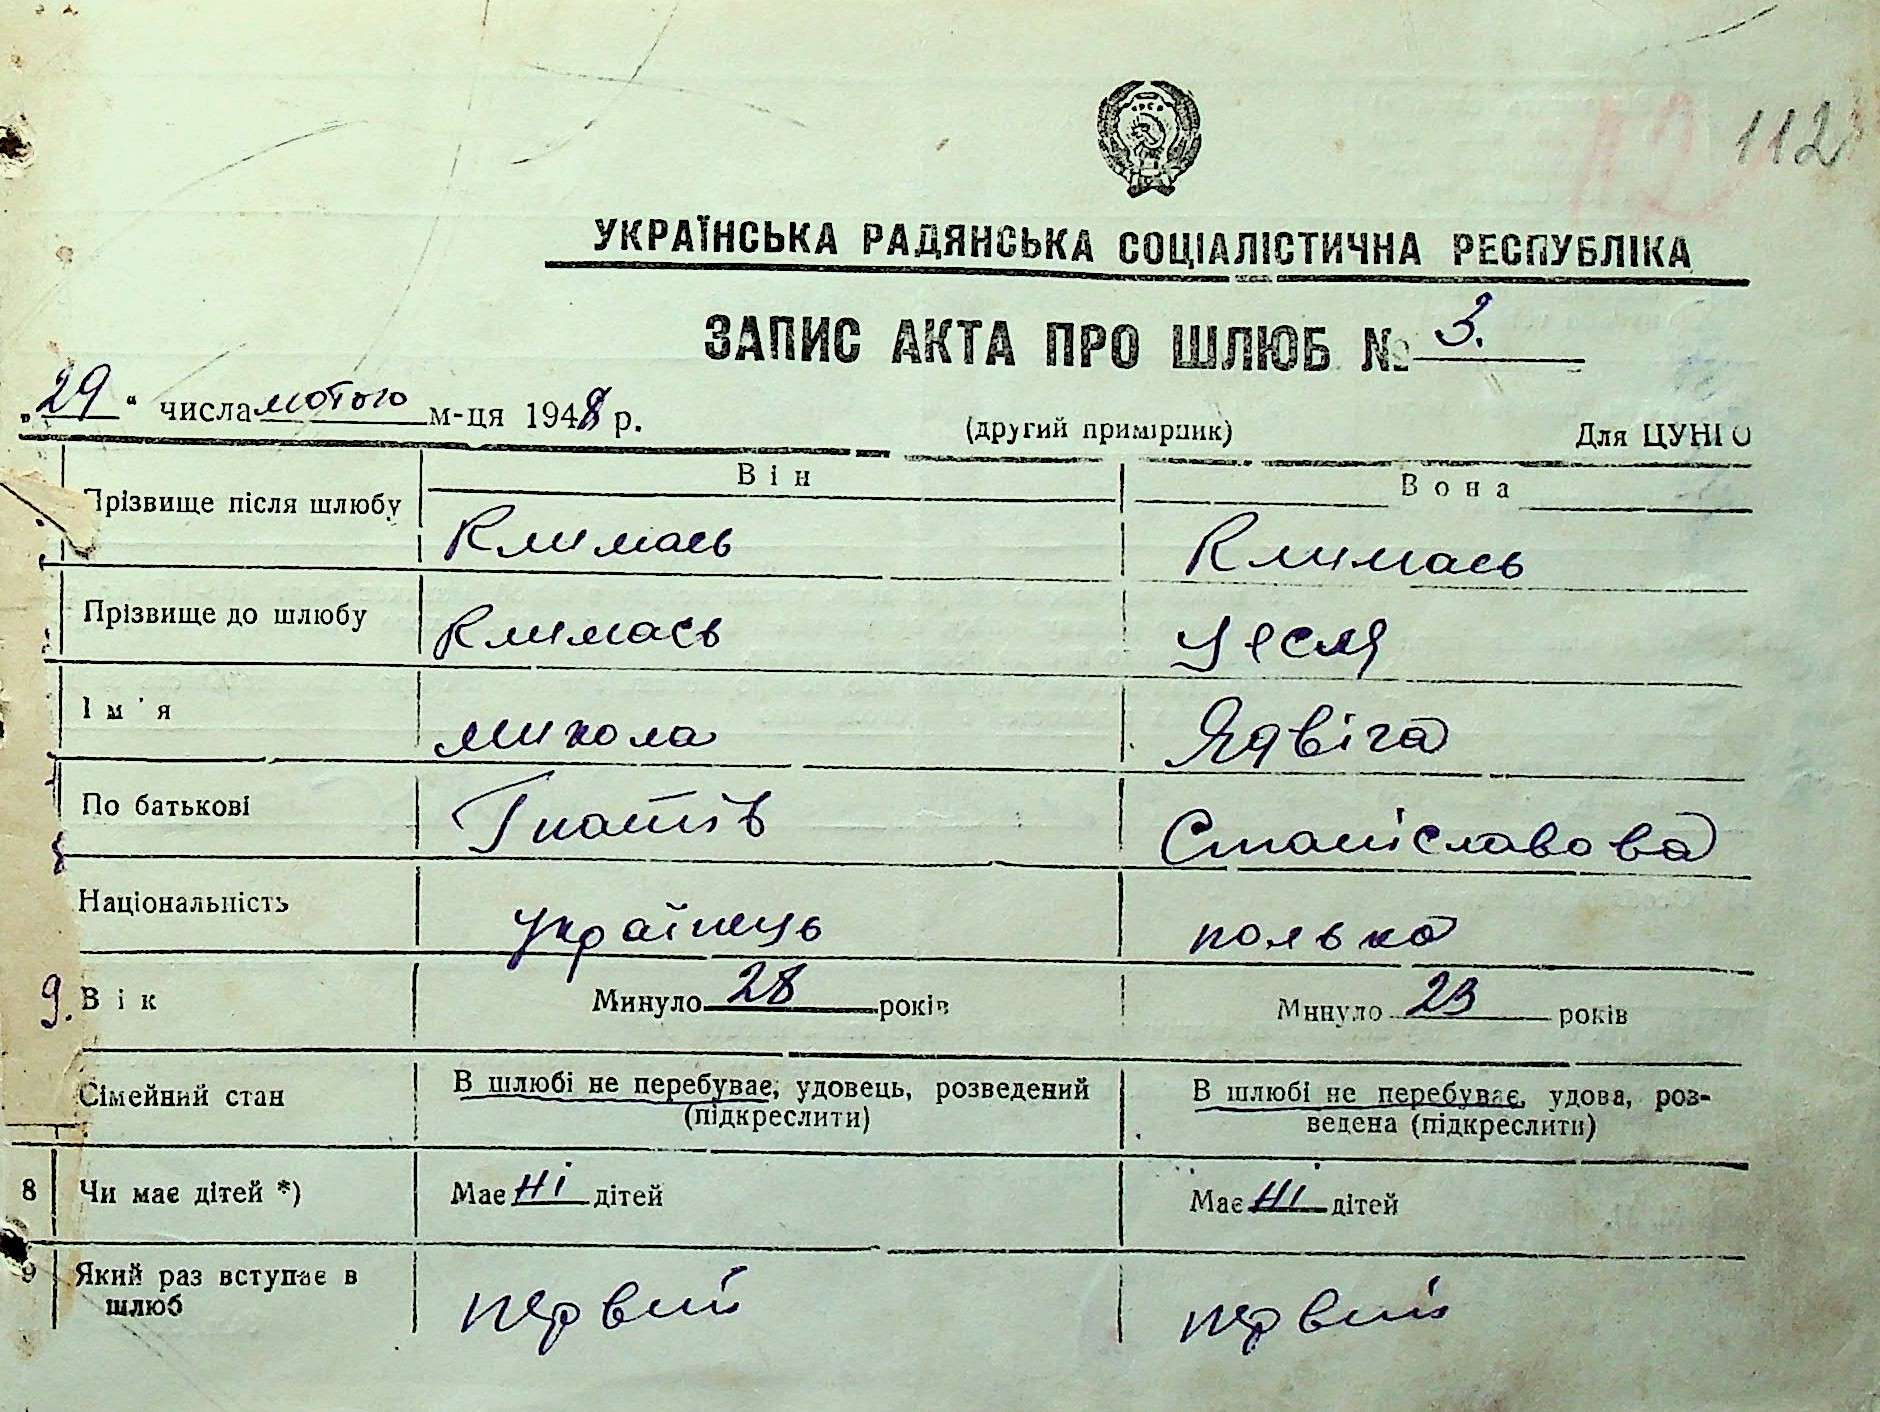 112
УКРАЇНСЬКА РАДЯНСЬКА СОЦІАЛІСТИЧНА РЕСПУБЛІКА
ЗАПИС АКТА ПРО ШЛЮБ № 3.
„29“ числа лютого м-ця 1948 р. (другий примірник) Для ЦУНГО
Він Вона
Прізвище після шлюбу Климась Климась
Прізвище до шлюбу Климась Цесля
Ім'я Микола Ядвіга
По батькові Гнатів Станіславова
Національність українець полька
9. Вік Минуло 28 років Минуло 23 років
Сімейний стан В шлюбі не перебуває, удовець, розведений В шлюбі не перебуває, удова, роз-
(підкреслити) ведена (підкреслити)
8 Чи має дітей *) Має ні дітей Має ні дітей
9 Який раз вступає в первий первий
шлюб